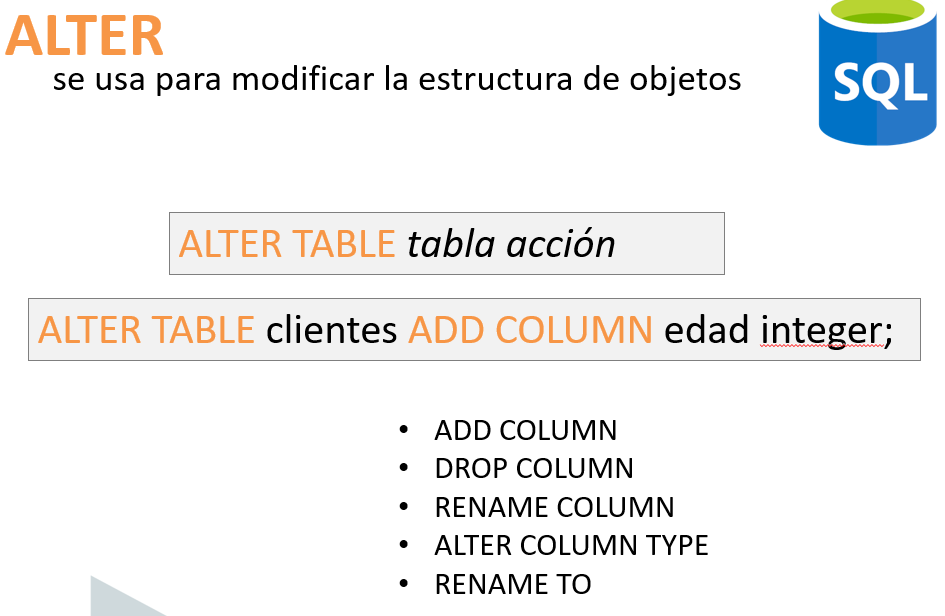 ALTER
se usa para modificar la estructura de objetos
SQL
ALTER TABLE tabla acción
ALTER TABLE clientes ADD COLUMN edad integer;
• ADD COLUMN
• DROP COLUMN
• RENAME COLUMN
• ALTER COLUMN TYPE
• RENAME TO